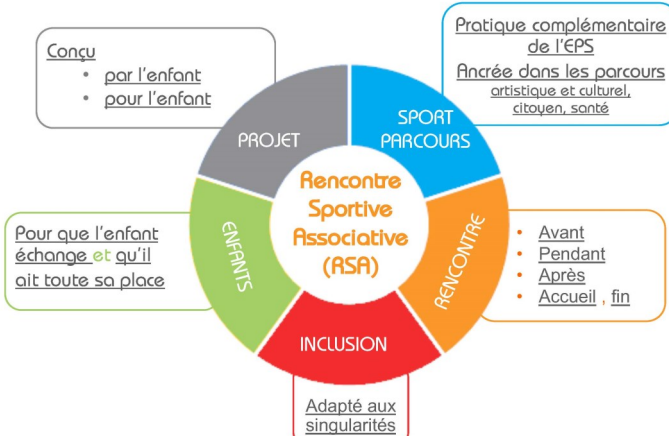 Conçu
• par l'enfant
• pour l'enfant
Pratique complémentaire
de l'EPS
Ancrée dans les parcours
artistique et culturel,
citoyen, santé
PROJET
SPORT
PARCOURS
Rencontre
Sportive
Associative
(RSA)
ENFANTS
RENCONTRE
INCLUSION
Pour que l'enfant
échange et qu'il
ait toute sa place
• Avant
• Pendant
• Après
• Accueil , fin
Adapté aux
singularités